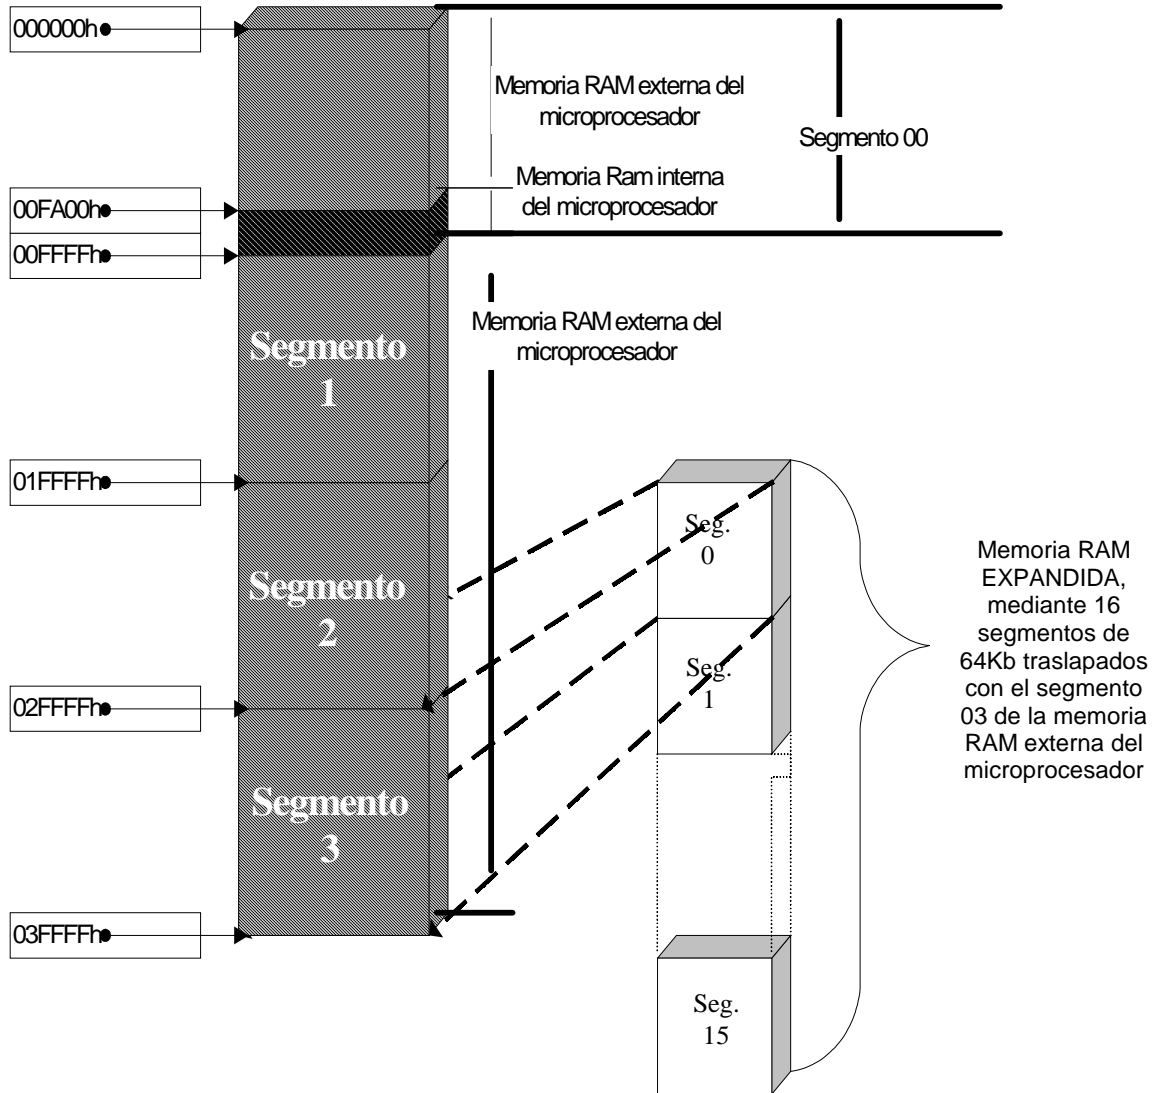 000000h
Memoria RAM externa del
microprocesador
Segmento 00
Memoria Ram interna
del microprocesador
00FA00h
00FFFFh
Memoria RAM externa del
microprocesador
Segmento
1
01FFFFh
Seg.
0
Segmento
2
Memoria RAM
EXPANDIDA,
mediante 16
segmentos de
64Kb traslapados
con el segmento
03 de la memoria
RAM externa del
microprocesador
Seg.
1
02FFFFh
Segmento
3
03FFFFh
Seg.
15